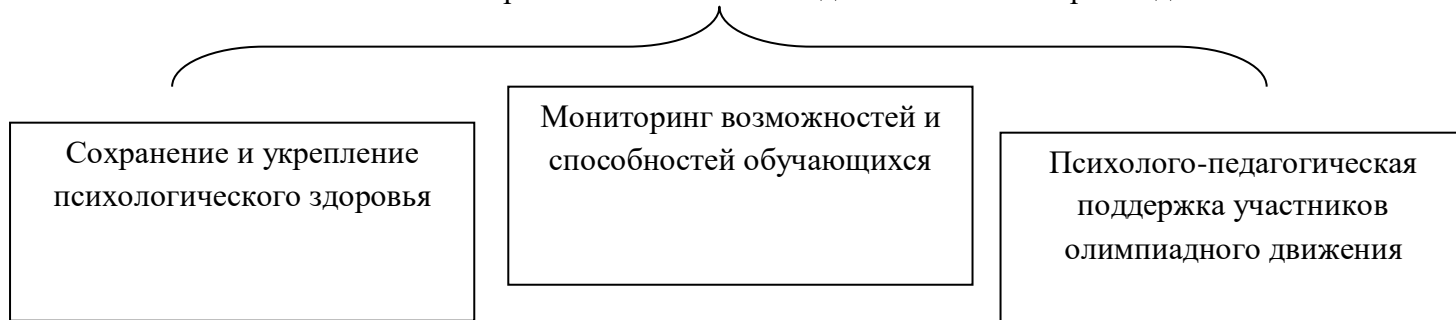 Сохранение и укрепление
психологического здоровья
Мониторинг возможностей и
способностей обучающихся
Психолого-педагогическая
поддержка участников
олимпиадного движения